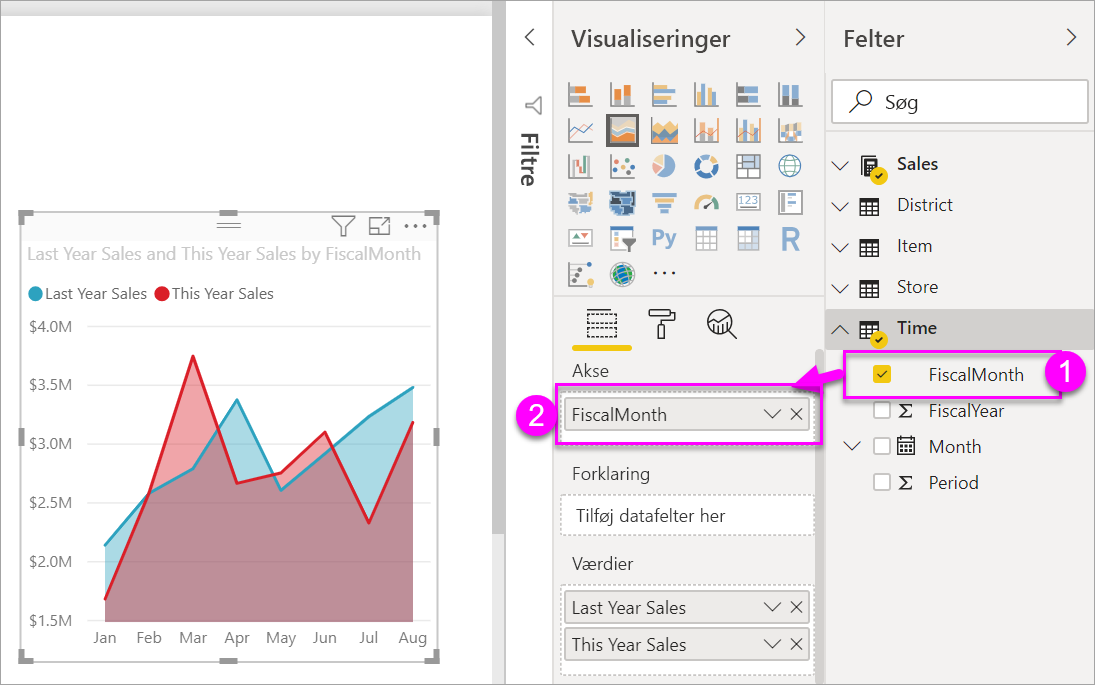 Last Year Sales and This Year Sales by FiscalMonth
Last Year Sales This Year Sales
$4.0M
$3.5M
$3.0M
$2.5M
$2.0M
$1.5M
Jan Feb Mar Apr May Jun Jul Aug
Filtre
Visualiseringer
123
Py
R
Akse
2
FiscalMonth
Forklaring
Tilføj datafelter her
Værdier
Last Year Sales
This Year Sales
Felter
Søg
Sales
District
Item
Store
Time
FiscalMonth
1
FiscalYear
Month
Period